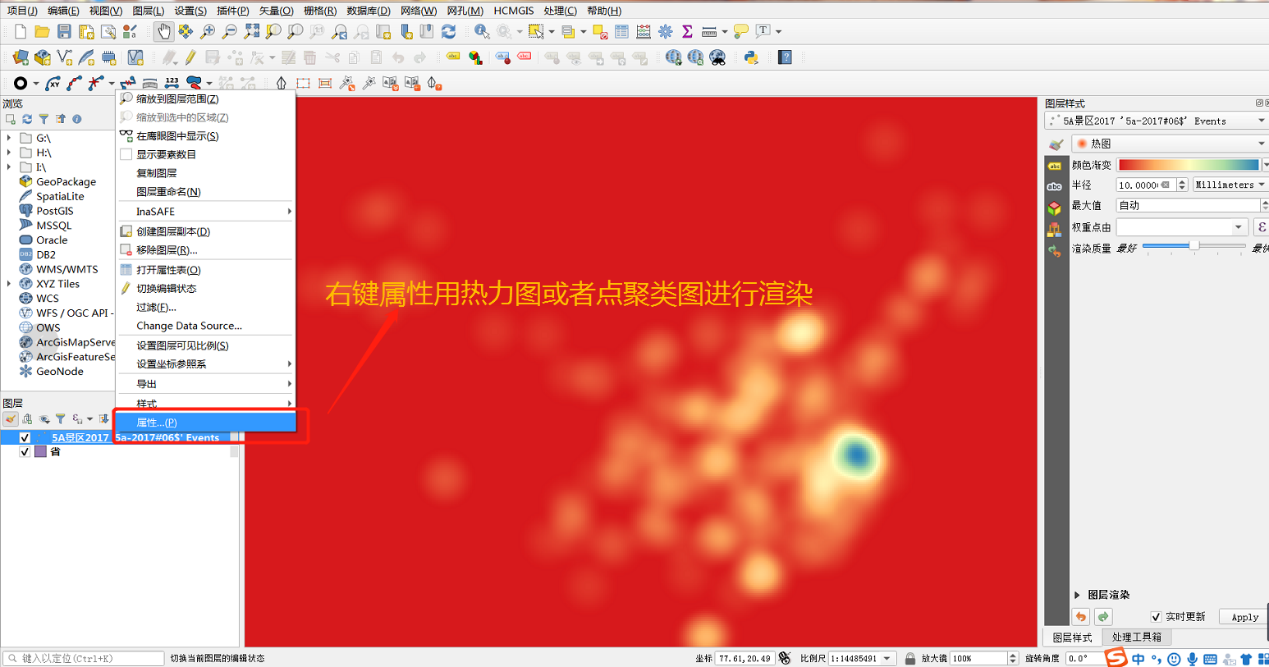 项目(J) 编辑(E) 视图(V) 图层(L) 设置(S) 插件(P) 矢量(O) 栅格(R) 数据库(D) 网络(W) 网孔(M) HCMGIS 处理(C) 帮助(H)
浏览
G:\
H:\
I:\
GeoPackage
SpatiaLite
PostGIS
MSSQL
Oracle
DB2
WMS/WMTS
XYZ Tiles
WCS
WFS / OGC API -
OWS
ArcGisMapServe
ArcGisFeatureSe
GeoNode
图层
5A景区2017 '5a-2017#06$' Events
省
缩放到图层范围(Z)
缩放到选中的区域(Z)
在鹰眼图中显示(S)
显示要素数目
复制图层
图层重命名(N)
InaSAFE
创建图层副本(D)
移除图层(R)...
打开属性表(O)
切换编辑状态
过滤(F)...
Change Data Source...
设置图层可见比例(S)
设置坐标参照系
导出
样式
属性...(P)
右键属性用热力图或者点聚类图进行渲染
图层样式
5A景区2017 '5a-2017#06$' Events
热图
颜色渐变
半径 10.0000 Millimeters
最大值 自动
权重点由
渲染质量 最好 最快
图层渲染
实时更新 Apply
图层样式 处理工具箱
键入以定位(Ctrl+K) 切换当前图层的编辑状态 坐标 77.61,20.49 比例尺 1:14485491 放大镜 100% 旋转角度 0.0° 中